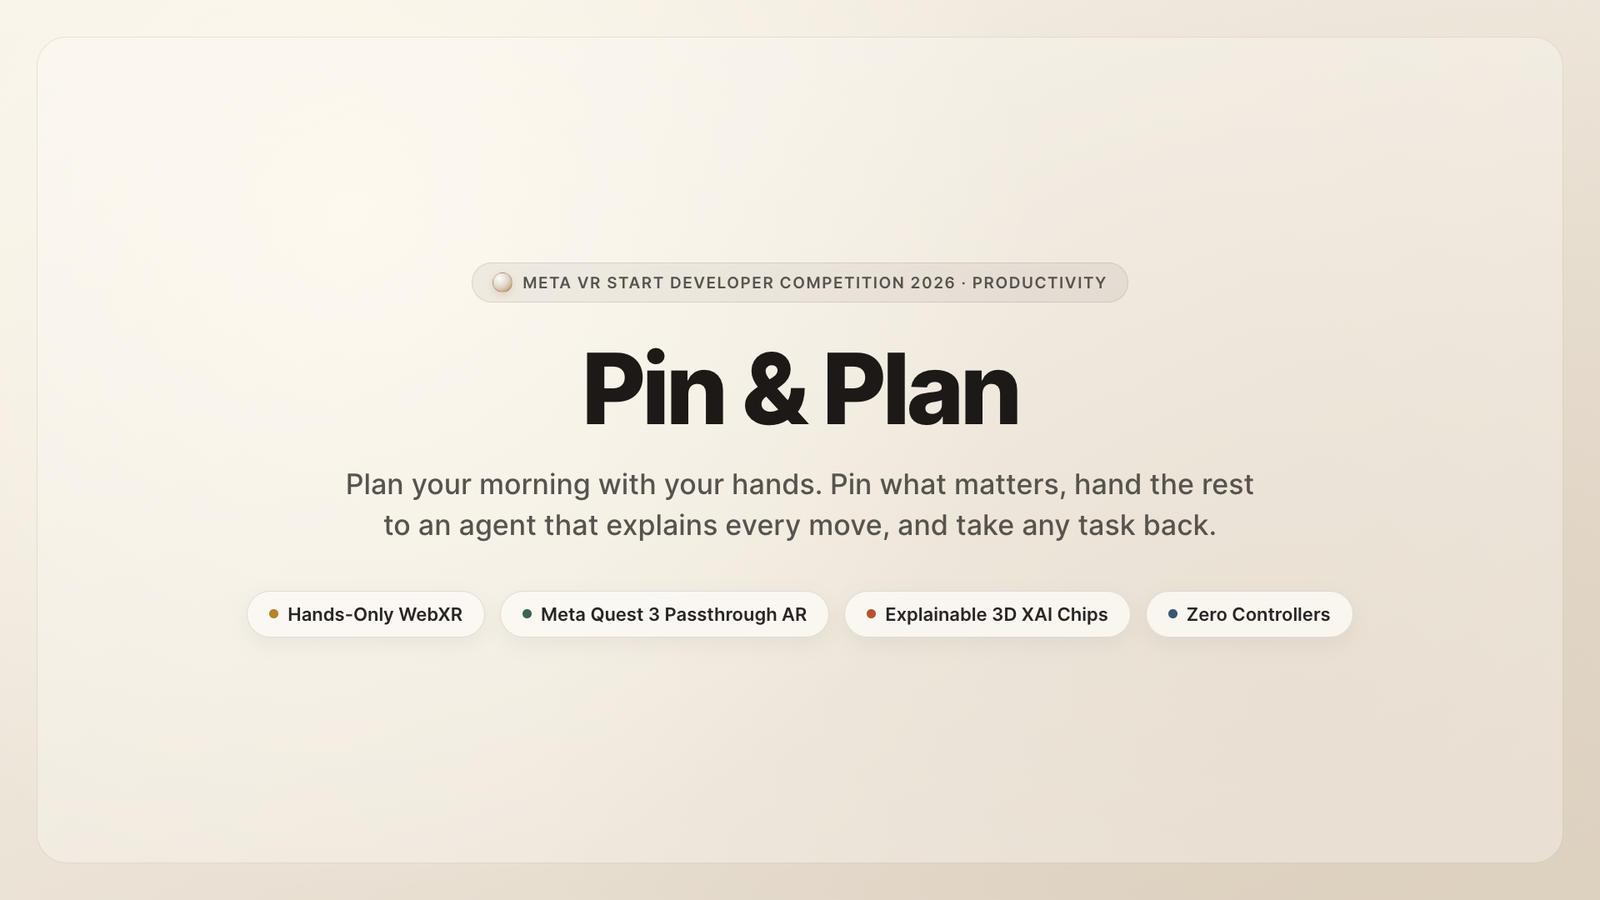 META VR START DEVELOPER COMPETITION 2026 · PRODUCTIVITY
Pin & Plan
Plan your morning with your hands. Pin what matters, hand the rest
to an agent that explains every move, and take any task back.
Hands-Only WebXR
Meta Quest 3 Passthrough AR
Explainable 3D XAI Chips
Zero Controllers